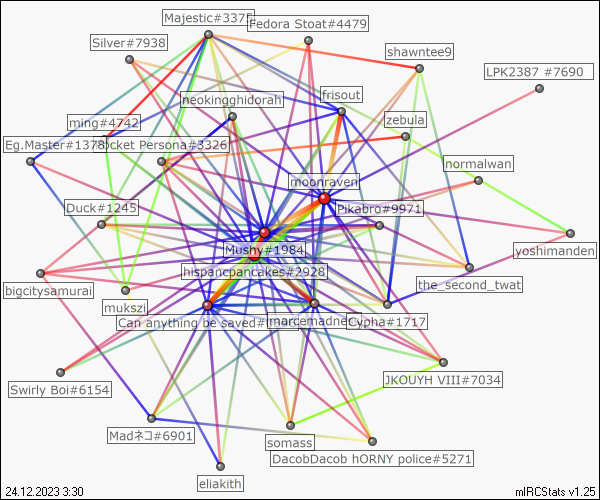 Majestic#3375
Fedora Stoat#4479
Silver#7938
shawntee9
LPK2387 #7690
frisout
neokingghidorah
zebula
ming#4742
Eg.Master#1378
cket Persona#3326
normalwan
moonraven
Duck#1245
Pikabro#9971
Mushy#1984
yoshimanden
hispancpancakes#2928
the_second_twat
bigcitysamurai
mukszi
Can anything be saved#
marcemadne
Cypha#1717
JKOUYH VIII#7034
Swirly Boi#6154
Madネコ#6901
somass
DacobDacob hORNY police#5271
eliakith
24.12.2023 3:30
mIRCStats v1.25